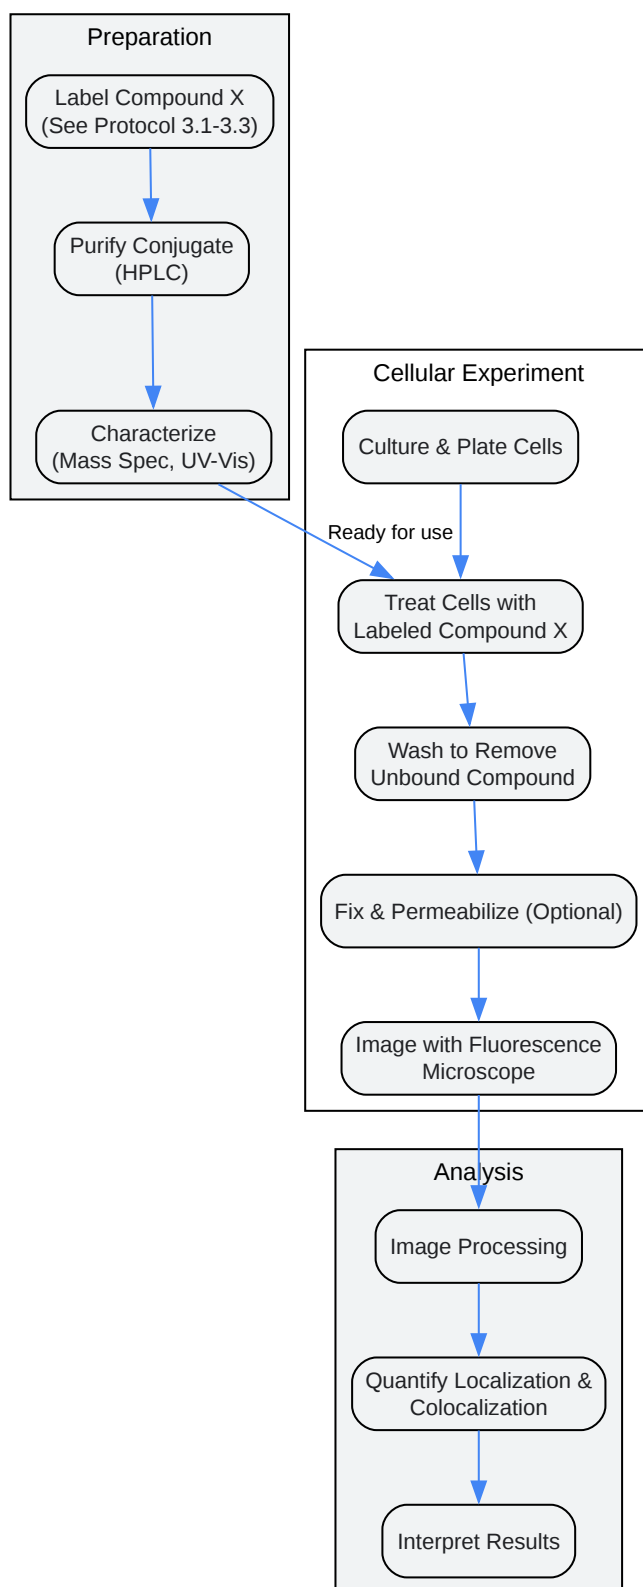 Preparation
Label Compound X
(See Protocol 3.1-3.3)
Purify Conjugate
(HPLC)
Characterize
(Mass Spec, UV-Vis)
Cellular Experiment
Culture & Plate Cells
Ready for use
Treat Cells with
Labeled Compound X
Wash to Remove
Unbound Compound
Fix & Permeabilize (Optional)
Image with Fluorescence
Microscope
Analysis
Image Processing
Quantify Localization &
Colocalization
Interpret Results